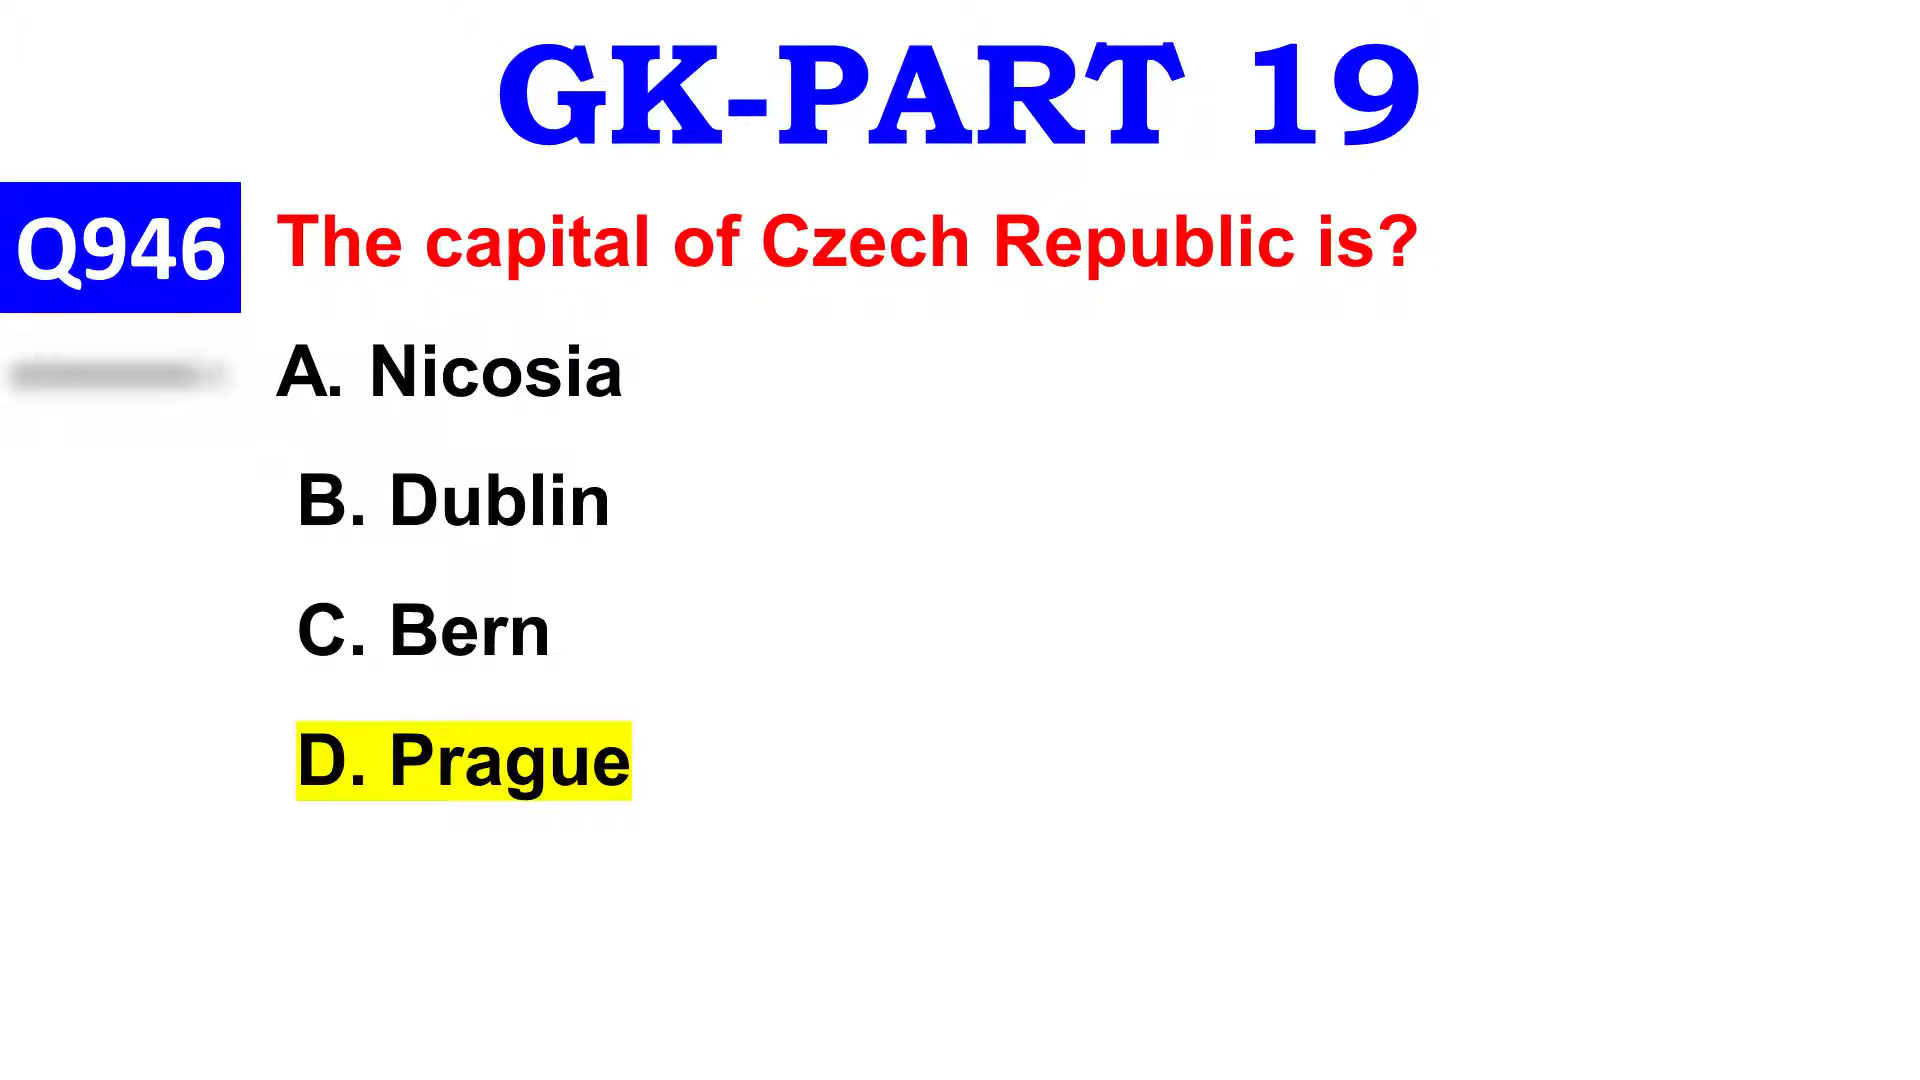 GK-PART 19
Q946
The capital of Czech Republic is?
A. Nicosia
B. Dublin
C. Bern
D. Prague